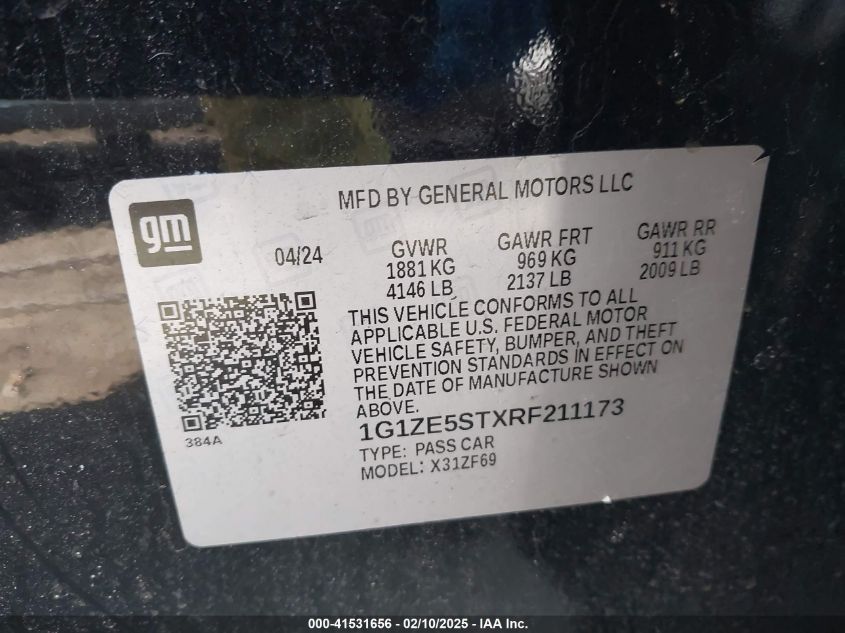 MFD BY GENERAL MOTORS LLC
gm
04/24
GVWR
1881 KG
4146 LB
GAWR FRT
969 KG
2137 LB
GAWR RR
911 KG
2009 LB
THIS VEHICLE CONFORMS TO ALL
APPLICABLE U.S. FEDERAL MOTOR
VEHICLE SAFETY, BUMPER, AND THEFT
PREVENTION STANDARDS IN EFFECT ON
THE DATE OF MANUFACTURE SHOWN
ABOVE.
384A
1G1ZE5STXRF211173
TYPE: PASS CAR
MODEL: X31ZF69
000-41531656 - 02/10/2025 - IAA Inc.